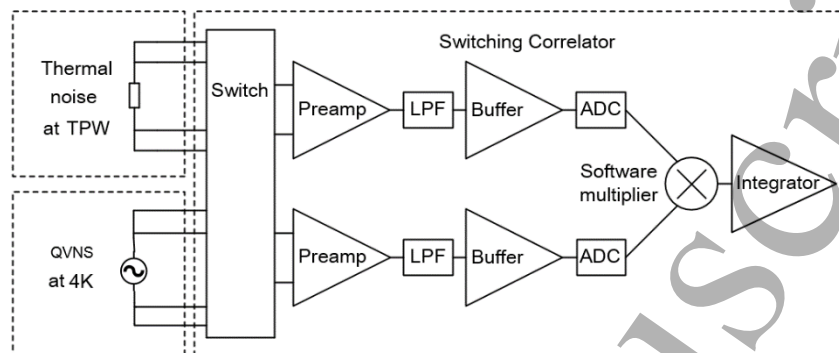 Switching Correlator
Thermal
noise
at TPW
Switch
Preamp
LPF
Buffer
ADC
Software
multiplier
Integrator
QVNS
at 4K
Preamp
LPF
Buffer
ADC